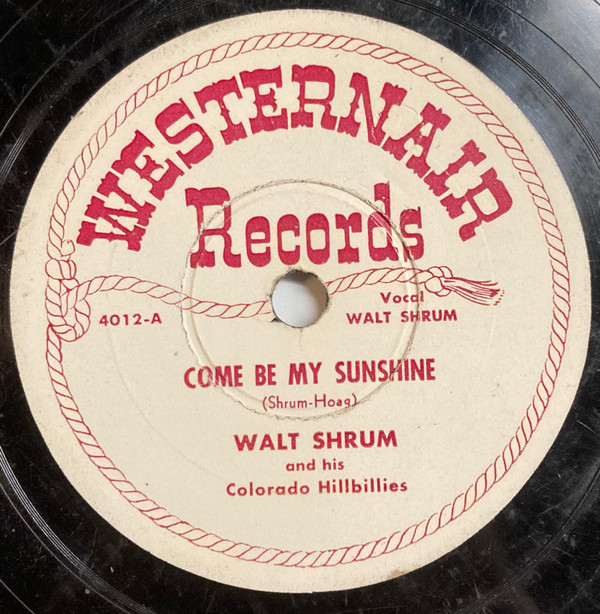 WESTERNAIR
Records
4012-A
Vocal
WALT SHRUM
COME BE MY SUNSHINE
(Shrum-Hoag)
WALT SHRUM
and his
Colorado Hillbillies